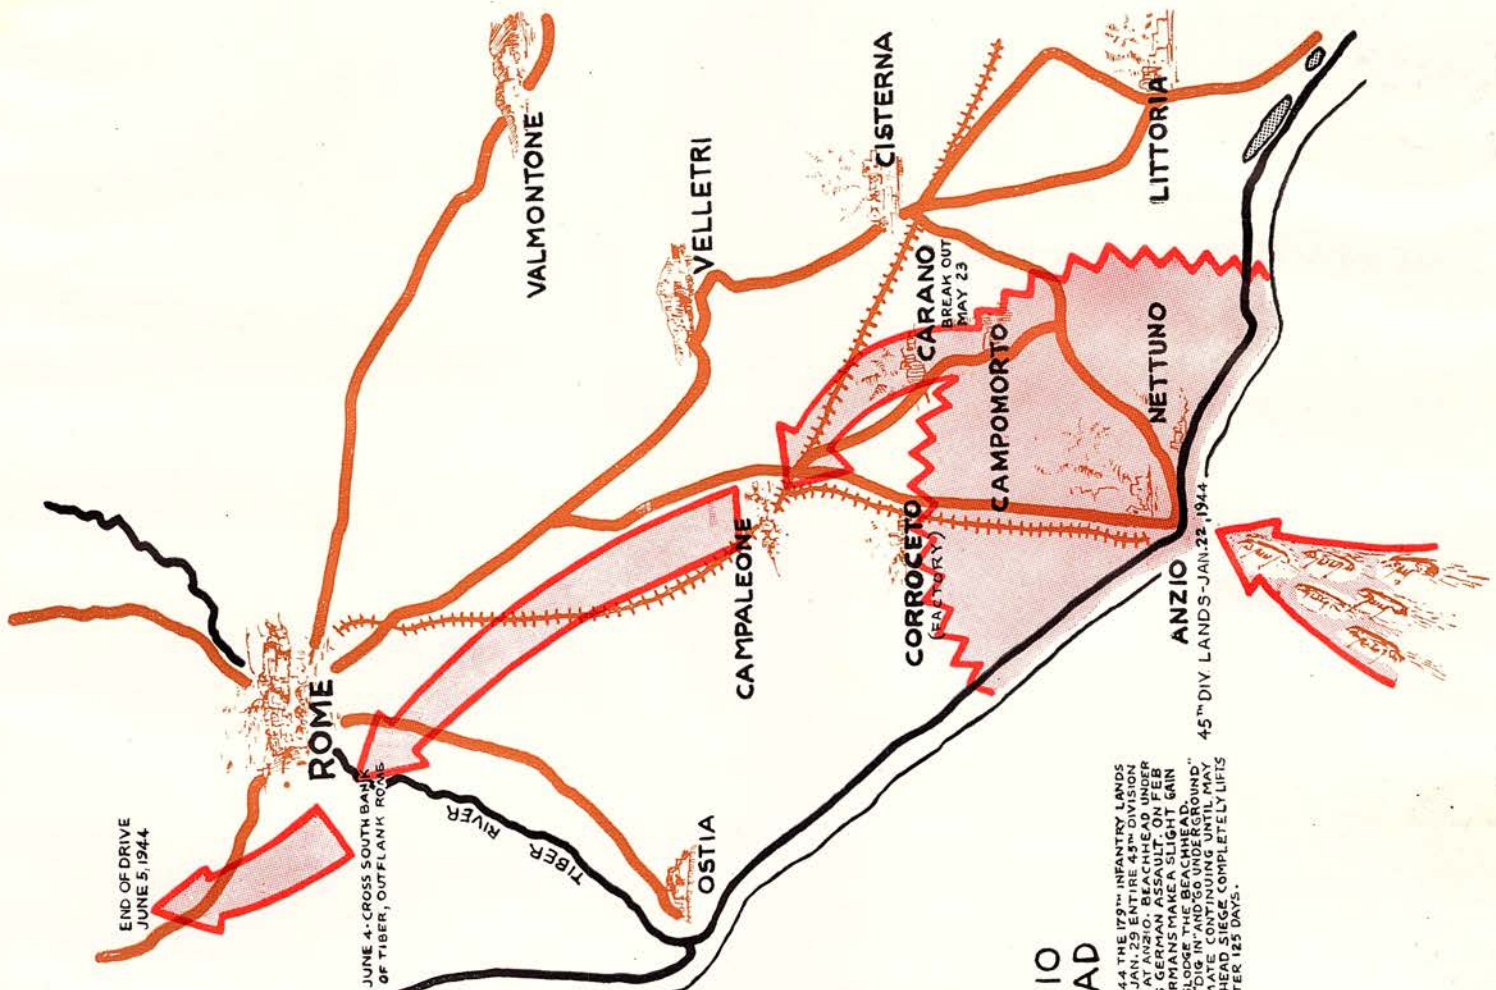 END OF DRIVE
JUNE 5, 1944
ROME
JUNE 4 - CROSS SOUTH BANK
OF TIBER, OUTFLANK ROME
TIBER RIVER
VALMONTONE
VELLETRI
OSTIA
CAMPALEONE
CISTERNA
CORROCETO
(FACTORY)
CARANO
BREAK OUT
MAY 23
CAMPOMORTO
LITTORIA
NETTUNO
ANZIO
45TH DIV. LANDS - JAN. 22, 1944
IO
AD
44 THE 179TH INFANTRY LANDS
JAN. 29 ENTIRE 45TH DIVISION
AT ANZIO. BEACHHEAD UNDER
GERMAN ASSAULT. ON FEB
RMANS MAKE A SLIGHT GAIN
LODGE THE BEACHHEAD.
"DIG IN" AND "GO UNDERGROUND"
MATE CONTINUING UNTIL MAY
HEAD SIEGE COMPLETELY LIFTS
TER 125 DAYS.